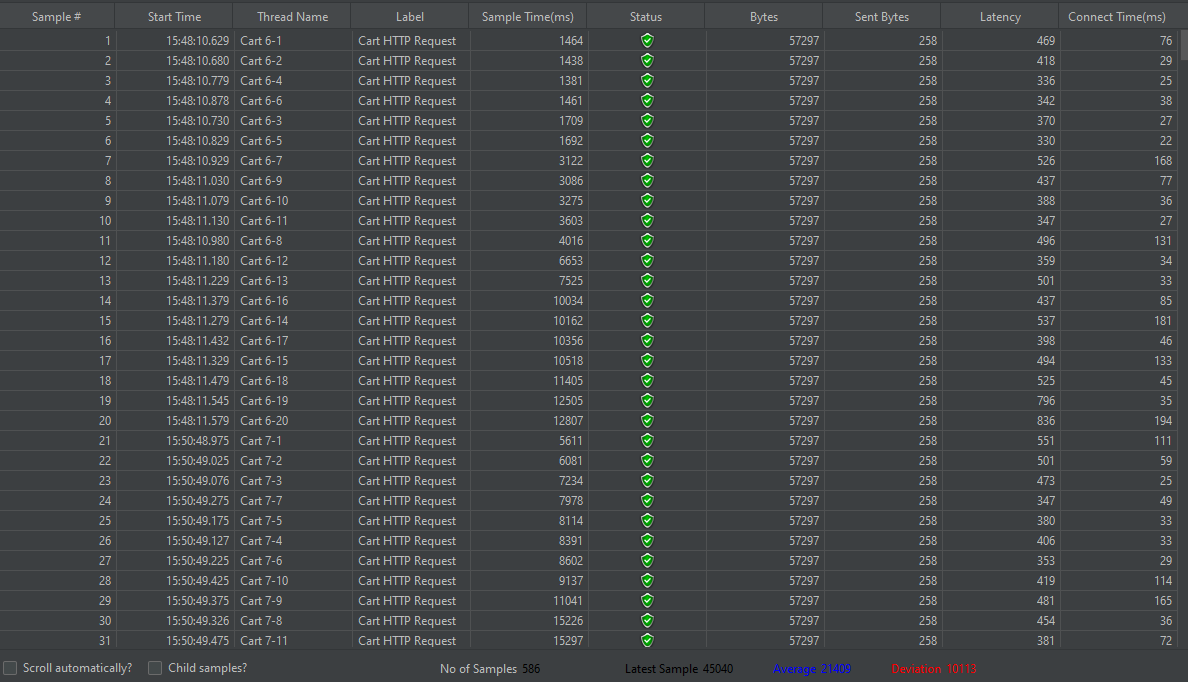 Sample # Start Time Thread Name Label Sample Time(ms) Status Bytes Sent Bytes Latency Connect Time(ms)
1 15:48:10.629 Cart 6-1 Cart HTTP Request 1464 57297 258 469 76
2 15:48:10.680 Cart 6-2 Cart HTTP Request 1438 57297 258 418 29
3 15:48:10.779 Cart 6-4 Cart HTTP Request 1381 57297 258 336 25
4 15:48:10.878 Cart 6-6 Cart HTTP Request 1461 57297 258 342 38
5 15:48:10.730 Cart 6-3 Cart HTTP Request 1709 57297 258 370 27
6 15:48:10.829 Cart 6-5 Cart HTTP Request 1692 57297 258 330 22
7 15:48:10.929 Cart 6-7 Cart HTTP Request 3122 57297 258 526 168
8 15:48:11.030 Cart 6-9 Cart HTTP Request 3086 57297 258 437 77
9 15:48:11.079 Cart 6-10 Cart HTTP Request 3275 57297 258 388 36
10 15:48:11.130 Cart 6-11 Cart HTTP Request 3603 57297 258 347 27
11 15:48:10.980 Cart 6-8 Cart HTTP Request 4016 57297 258 496 131
12 15:48:11.180 Cart 6-12 Cart HTTP Request 6653 57297 258 359 34
13 15:48:11.229 Cart 6-13 Cart HTTP Request 7525 57297 258 501 33
14 15:48:11.379 Cart 6-16 Cart HTTP Request 10034 57297 258 437 85
15 15:48:11.279 Cart 6-14 Cart HTTP Request 10162 57297 258 537 181
16 15:48:11.432 Cart 6-17 Cart HTTP Request 10356 57297 258 398 46
17 15:48:11.329 Cart 6-15 Cart HTTP Request 10518 57297 258 494 133
18 15:48:11.479 Cart 6-18 Cart HTTP Request 11405 57297 258 525 45
19 15:48:11.545 Cart 6-19 Cart HTTP Request 12505 57297 258 796 35
20 15:48:11.579 Cart 6-20 Cart HTTP Request 12807 57297 258 836 194
21 15:50:48.975 Cart 7-1 Cart HTTP Request 5611 57297 258 551 111
22 15:50:49.025 Cart 7-2 Cart HTTP Request 6081 57297 258 501 59
23 15:50:49.076 Cart 7-3 Cart HTTP Request 7234 57297 258 473 25
24 15:50:49.275 Cart 7-7 Cart HTTP Request 7978 57297 258 347 49
25 15:50:49.175 Cart 7-5 Cart HTTP Request 8114 57297 258 380 33
26 15:50:49.127 Cart 7-4 Cart HTTP Request 8391 57297 258 406 33
27 15:50:49.225 Cart 7-6 Cart HTTP Request 8602 57297 258 353 29
28 15:50:49.425 Cart 7-10 Cart HTTP Request 9137 57297 258 419 114
29 15:50:49.375 Cart 7-9 Cart HTTP Request 11041 57297 258 481 165
30 15:50:49.326 Cart 7-8 Cart HTTP Request 15226 57297 258 454 36
31 15:50:49.475 Cart 7-11 Cart HTTP Request 15297 57297 258 381 72
Scroll automatically? Child samples? No of Samples 586 Latest Sample 45040 Average 21409 Deviation 10113